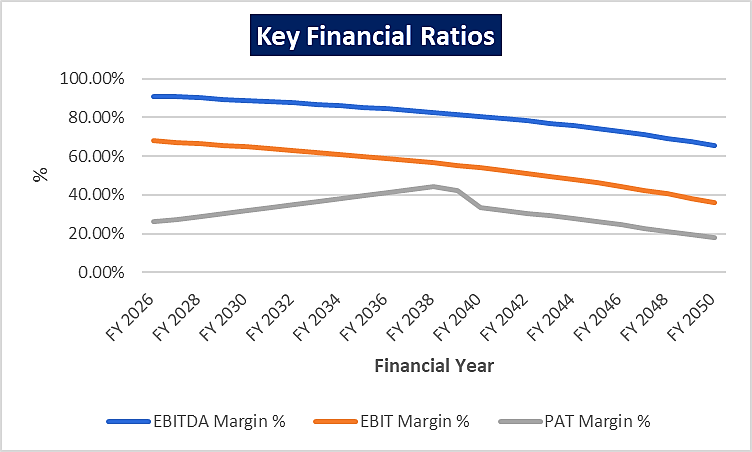 Key Financial Ratios
100.00%
80.00%
60.00%
40.00%
20.00%
0.00%
%
FY 2026
FY 2028
FY 2030
FY 2032
FY 2034
FY 2036
FY 2038
FY 2040
FY 2042
FY 2044
FY 2046
FY 2048
FY 2050
Financial Year
EBITDA Margin %
EBIT Margin %
PAT Margin %